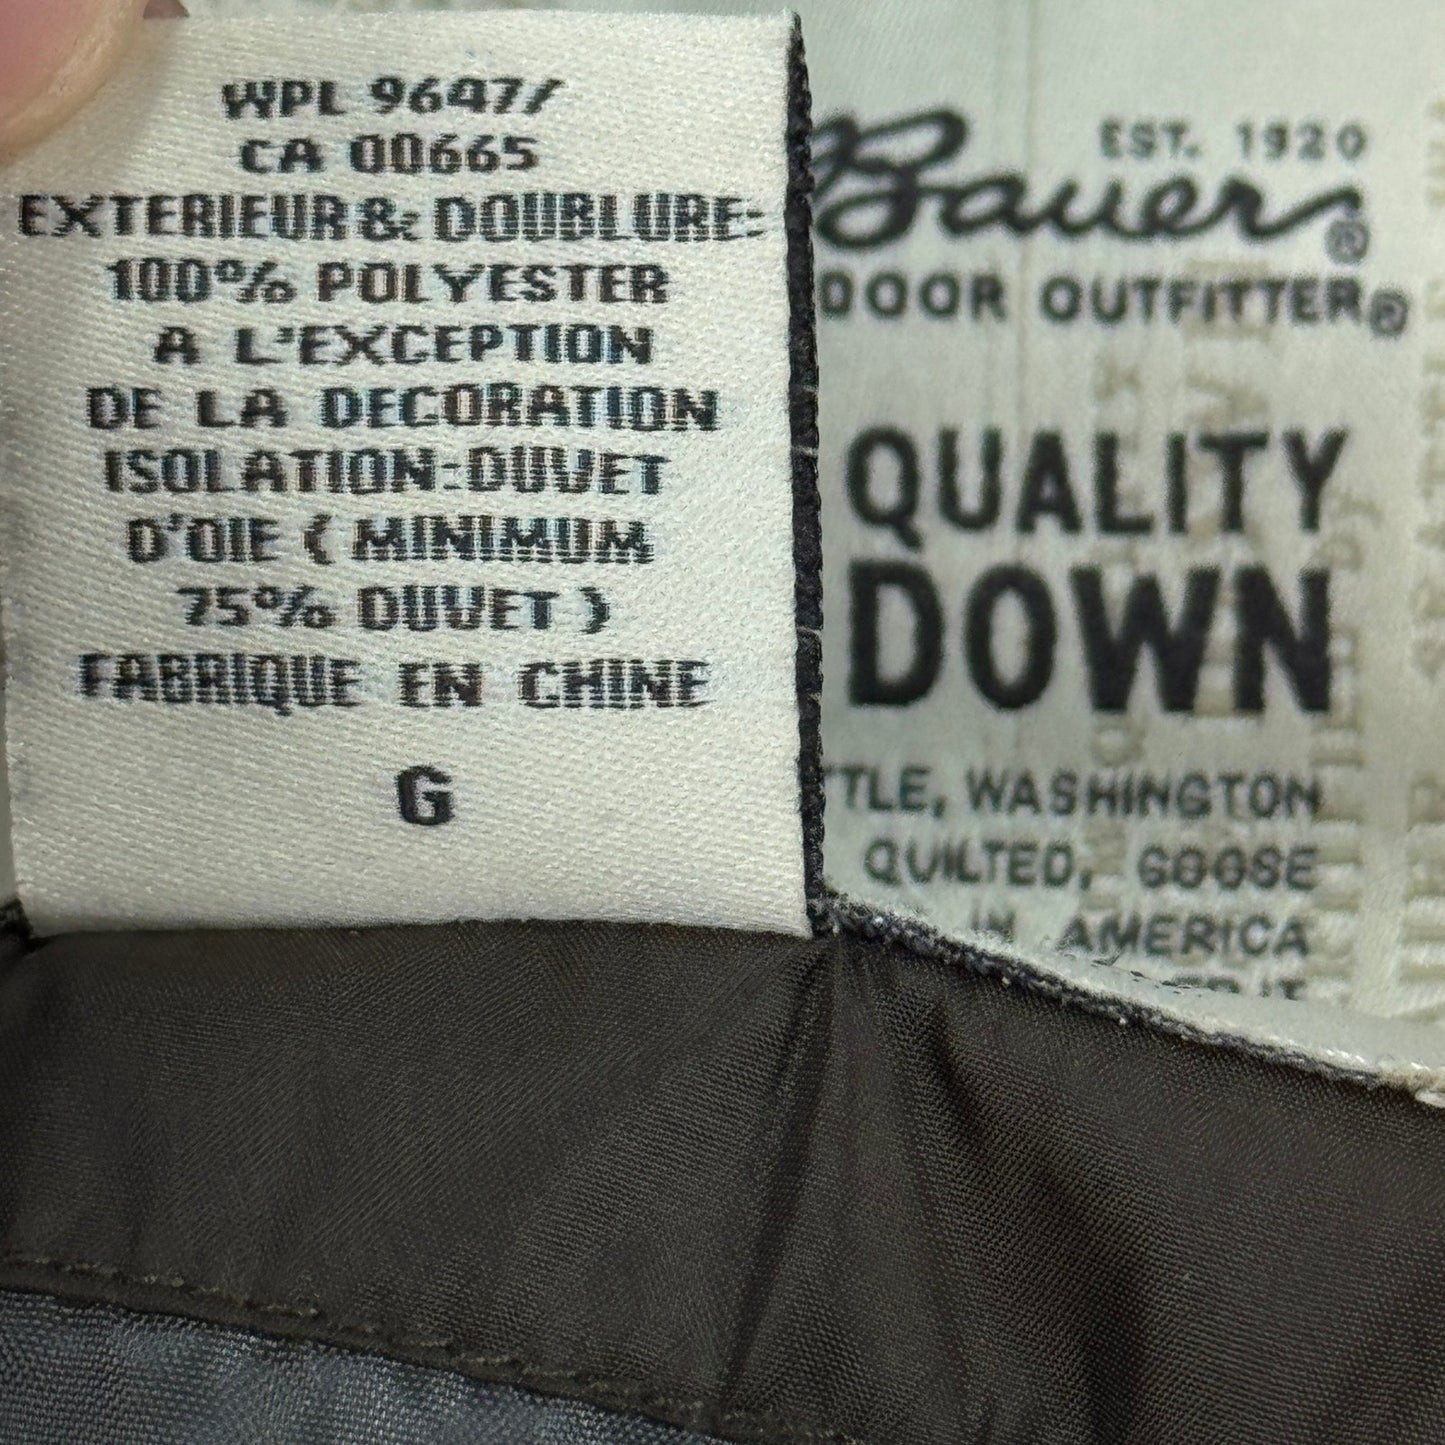 WPL 9647/
CA 00665
EXTERIEUR & DOUBLURE:
100% POLYESTER
A L'EXCEPTION
DE LA DECORATION
ISOLATION:DUVET
D'OIE ( MINIMUM
75% DUVET )
FABRIQUE EN CHINE
G
EST. 1920
Bauer®
DOOR OUTFITTER®
QUALITY
DOWN
TLE, WASHINGTON
QUILTED, GOOSE
IN AMERICA